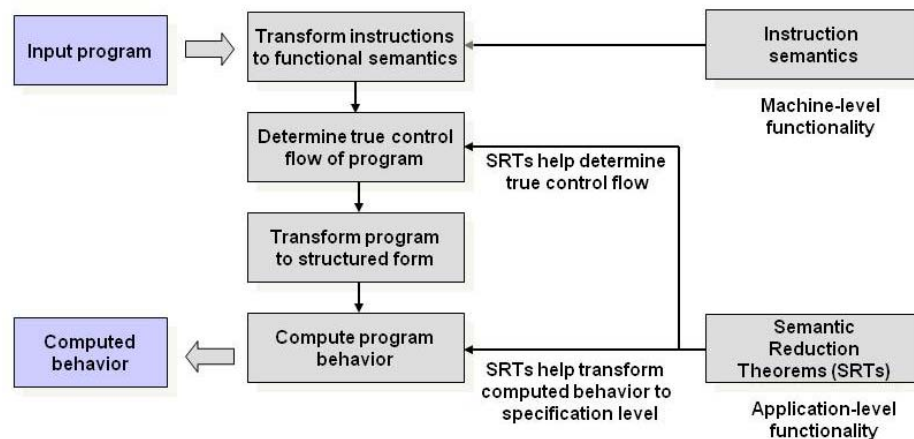 Input program
Transform instructions
to functional semantics
Instruction
semantics
Machine-level
functionality
Determine true control
flow of program
SRTs help determine
true control flow
Transform program
to structured form
Computed
behavior
Compute program
behavior
Semantic
Reduction
Theorems (SRTs)
SRTs help transform
computed behavior to
specification level
Application-level
functionality